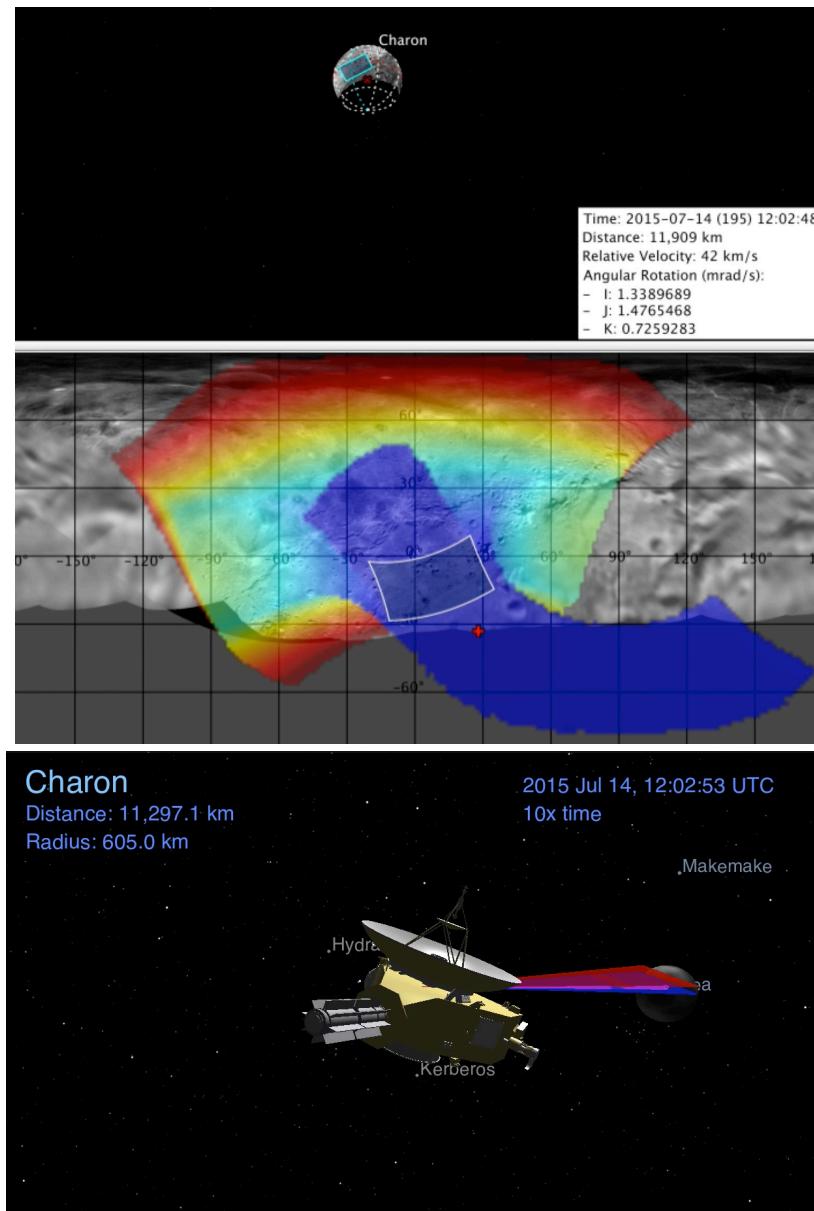 Charon
Time: 2015-07-14 (195) 12:02:48
Distance: 11,909 km
Relative Velocity: 42 km/s
Angular Rotation (mrad/s):
– I: 1.3389689
– J: 1.4765468
– K: 0.7259283
60°
30°
-150° -120° -90° 0° 60° 90° 120° 150°
-60°
Charon
2015 Jul 14, 12:02:53 UTC
Distance: 11,297.1 km
10x time
Radius: 605.0 km
Makemake
Hydra
ea
Kerberos